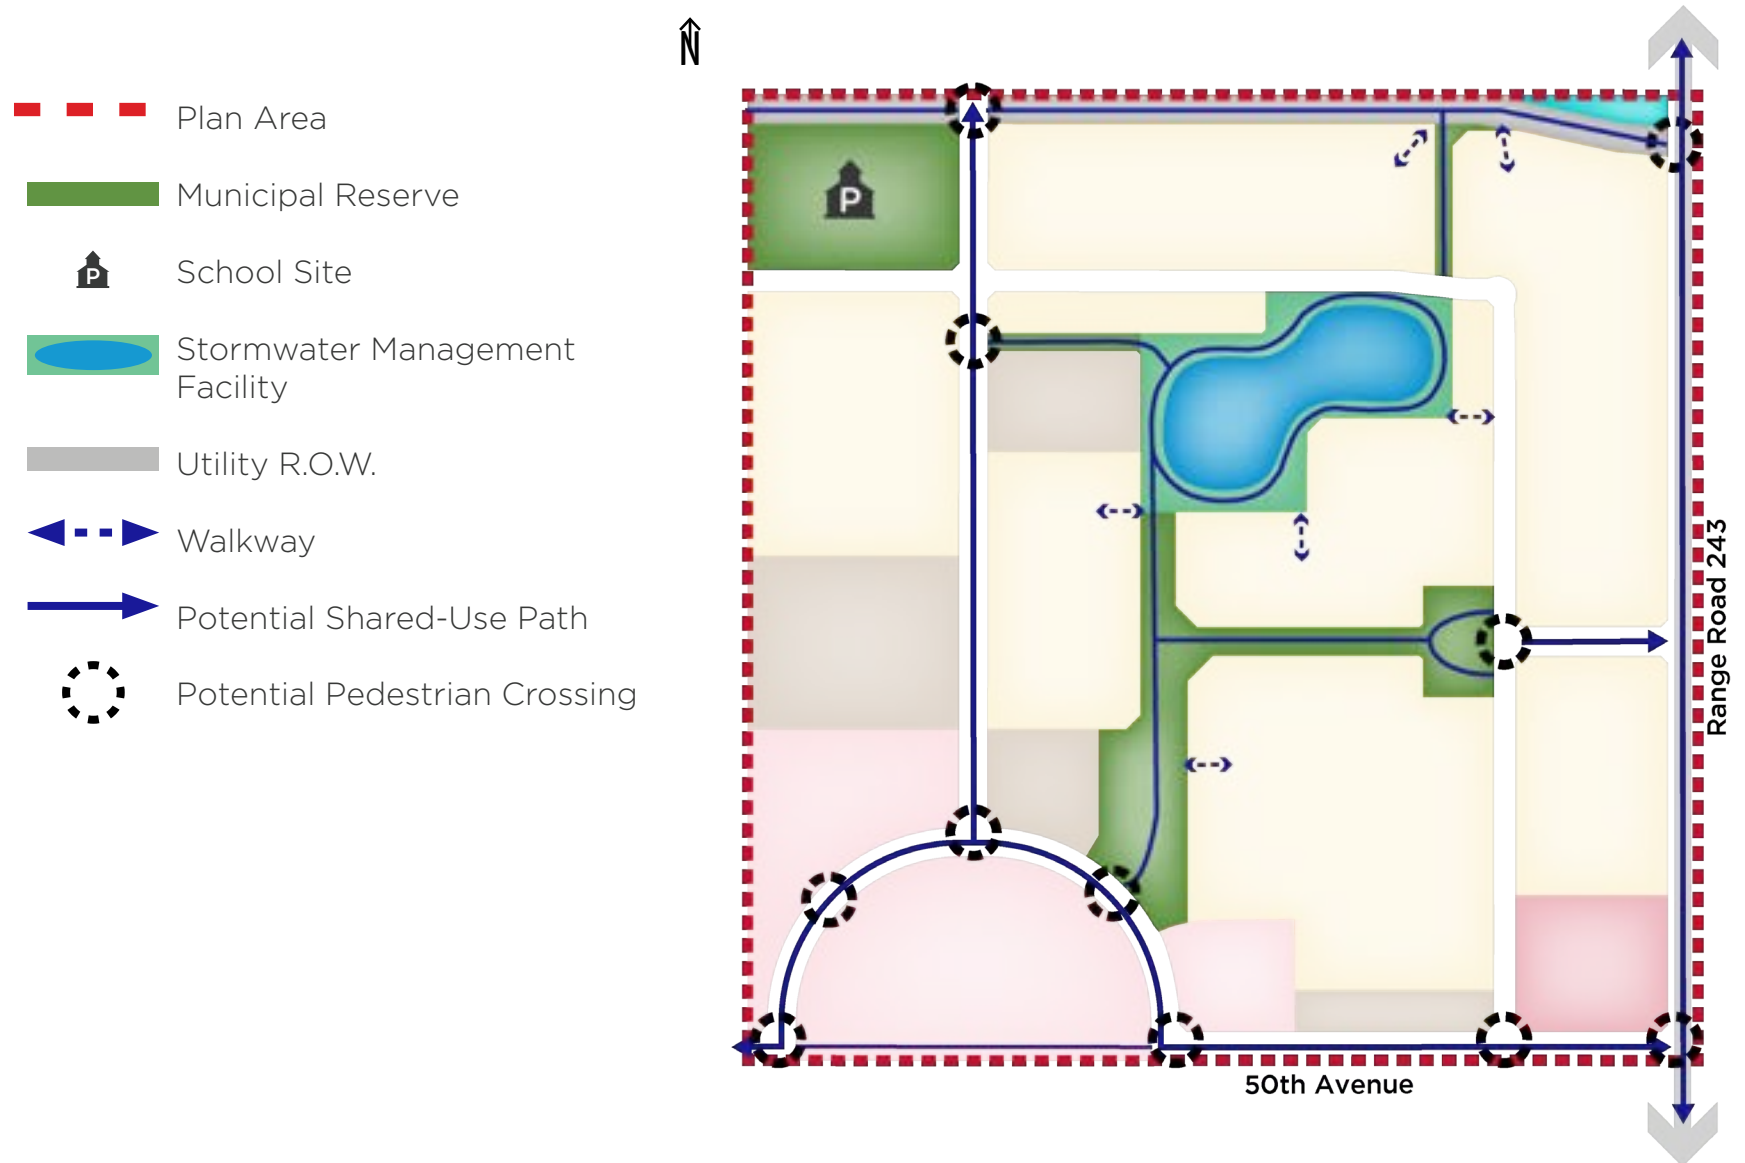 N
Plan Area
Municipal Reserve
P
School Site
Stormwater Management
Facility
Utility R.O.W.
Walkway
Potential Shared-Use Path
Potential Pedestrian Crossing
P
Range Road 243
50th Avenue